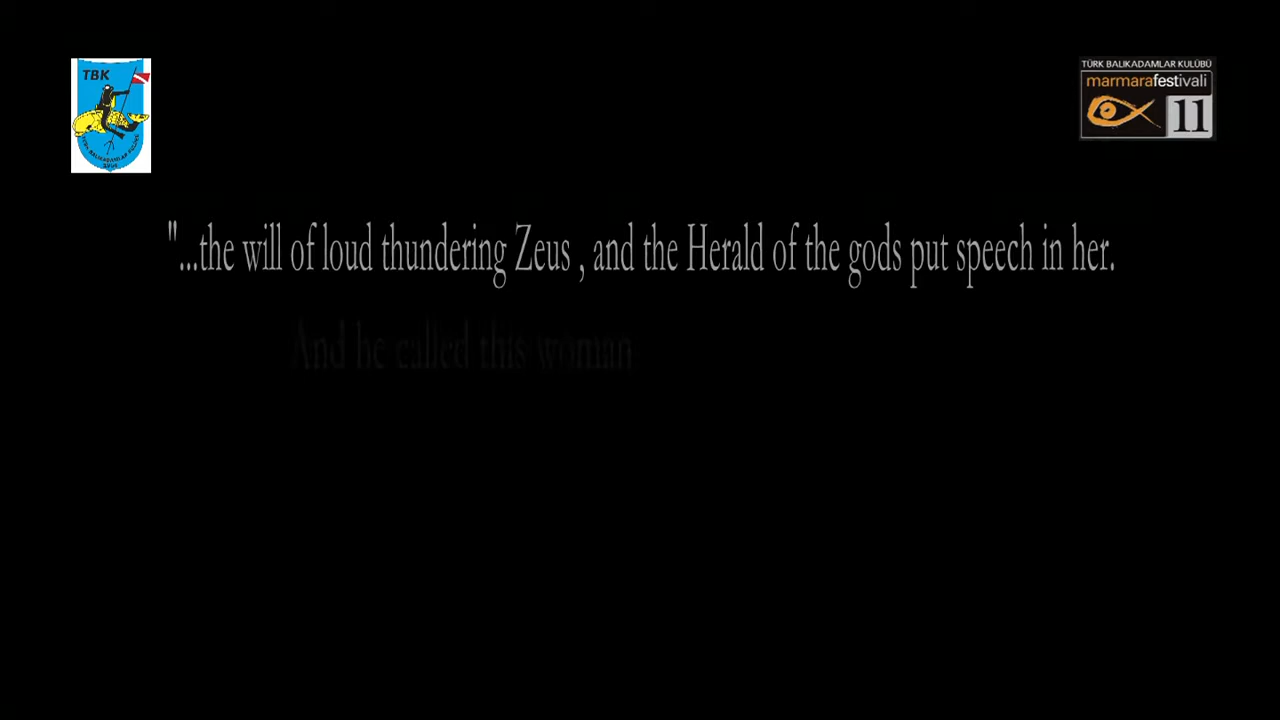 TBK
TÜRK BALIKADAMLAR KULÜBÜ
marmarafestivali
11
"...the will of loud thundering Zeus , and the Herald of the gods put speech in her.
And he called this woman